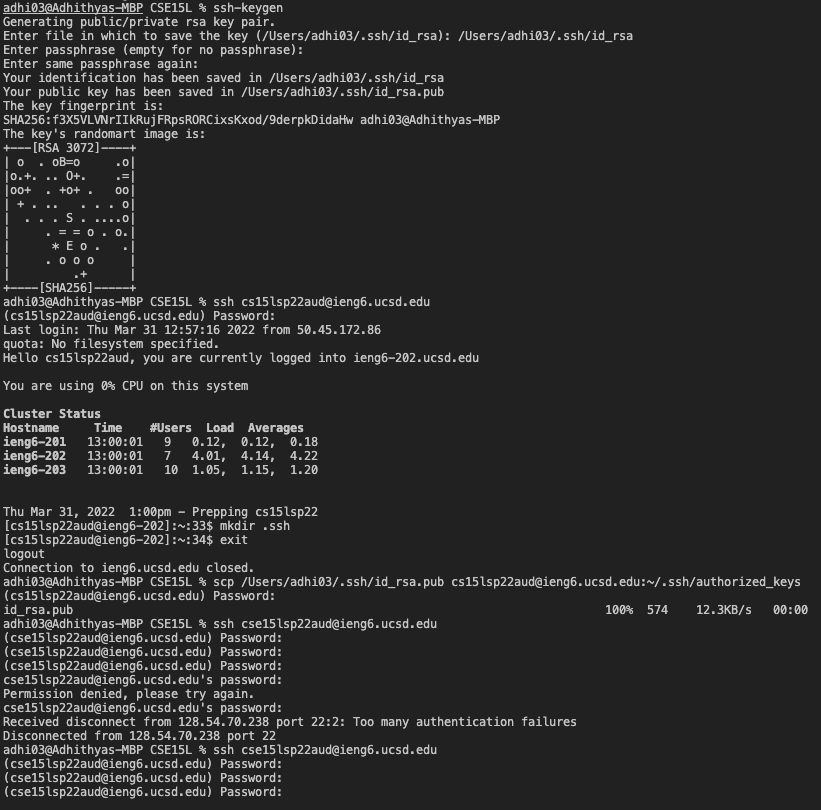 adhi03@Adhithyas-MBP CSE15L % ssh-keygen
Generating public/private rsa key pair.
Enter file in which to save the key (/Users/adhi03/.ssh/id_rsa): /Users/adhi03/.ssh/id_rsa
Enter passphrase (empty for no passphrase):
Enter same passphrase again:
Your identification has been saved in /Users/adhi03/.ssh/id_rsa
Your public key has been saved in /Users/adhi03/.ssh/id_rsa.pub
The key fingerprint is:
SHA256:f3X5VLVNrIIkRujFRpsRORCixsKxod/9derpkDidaHw adhi03@Adhithyas-MBP
The key's randomart image is:
+---[RSA 3072]----+
| o  . oB=o     .o|
|o.+. .. O+.    .=|
|oo+  . +o+ .   oo|
| + . ..   . . . o|
|  . . . S . ....o|
|     . = = o . o.|
|      * E o .   .|
|     . o o o     |
|         .+      |
+----[SHA256]-----+
adhi03@Adhithyas-MBP CSE15L % ssh cs15lsp22aud@ieng6.ucsd.edu
(cs15lsp22aud@ieng6.ucsd.edu) Password:
Last login: Thu Mar 31 12:57:16 2022 from 50.45.172.86
quota: No filesystem specified.
Hello cs15lsp22aud, you are currently logged into ieng6-202.ucsd.edu
You are using 0% CPU on this system
Cluster Status
Hostname     Time    #Users  Load  Averages
ieng6-201   13:00:01   9   0.12,  0.12,  0.18
ieng6-202   13:00:01   7   4.01,  4.14,  4.22
ieng6-203   13:00:01   10  1.05,  1.15,  1.20
Thu Mar 31, 2022  1:00pm - Prepping cs15lsp22
[cs15lsp22aud@ieng6-202]:~:33$ mkdir .ssh
[cs15lsp22aud@ieng6-202]:~:34$ exit
logout
Connection to ieng6.ucsd.edu closed.
adhi03@Adhithyas-MBP CSE15L % scp /Users/adhi03/.ssh/id_rsa.pub cs15lsp22aud@ieng6.ucsd.edu:~/.ssh/authorized_keys
(cs15lsp22aud@ieng6.ucsd.edu) Password:
id_rsa.pub                                                                            100%  574    12.3KB/s   00:00
adhi03@Adhithyas-MBP CSE15L % ssh cse15lsp22aud@ieng6.ucsd.edu
(cse15lsp22aud@ieng6.ucsd.edu) Password:
(cse15lsp22aud@ieng6.ucsd.edu) Password:
(cse15lsp22aud@ieng6.ucsd.edu) Password:
cse15lsp22aud@ieng6.ucsd.edu's password:
Permission denied, please try again.
cse15lsp22aud@ieng6.ucsd.edu's password:
Received disconnect from 128.54.70.238 port 22:2: Too many authentication failures
Disconnected from 128.54.70.238 port 22
adhi03@Adhithyas-MBP CSE15L % ssh cse15lsp22aud@ieng6.ucsd.edu
(cse15lsp22aud@ieng6.ucsd.edu) Password:
(cse15lsp22aud@ieng6.ucsd.edu) Password:
(cse15lsp22aud@ieng6.ucsd.edu) Password: